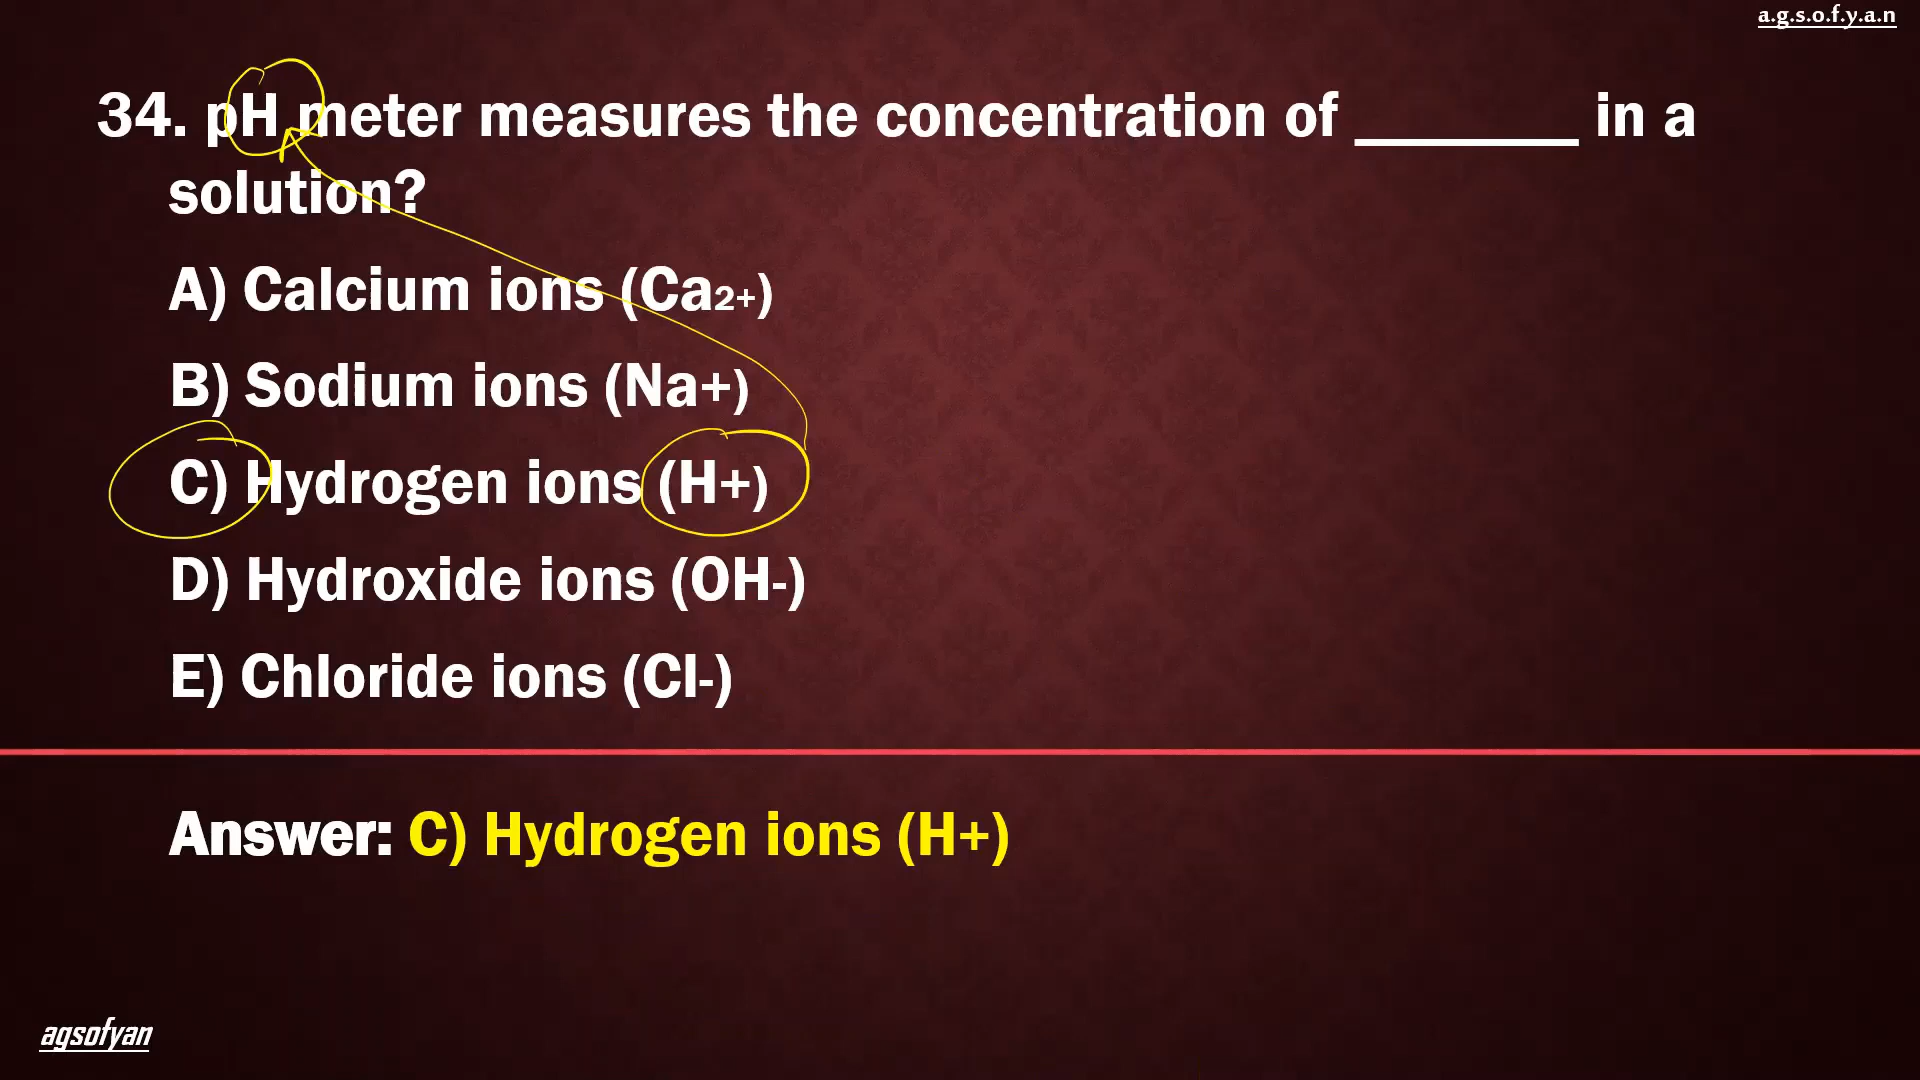 a.g.s.o.f.y.a.n
34. pH meter measures the concentration of ________ in a
solution?
A) Calcium ions (Ca2+)
B) Sodium ions (Na+)
C) Hydrogen ions (H+)
D) Hydroxide ions (OH-)
E) Chloride ions (Cl-)
Answer: C) Hydrogen ions (H+)
agsofyan